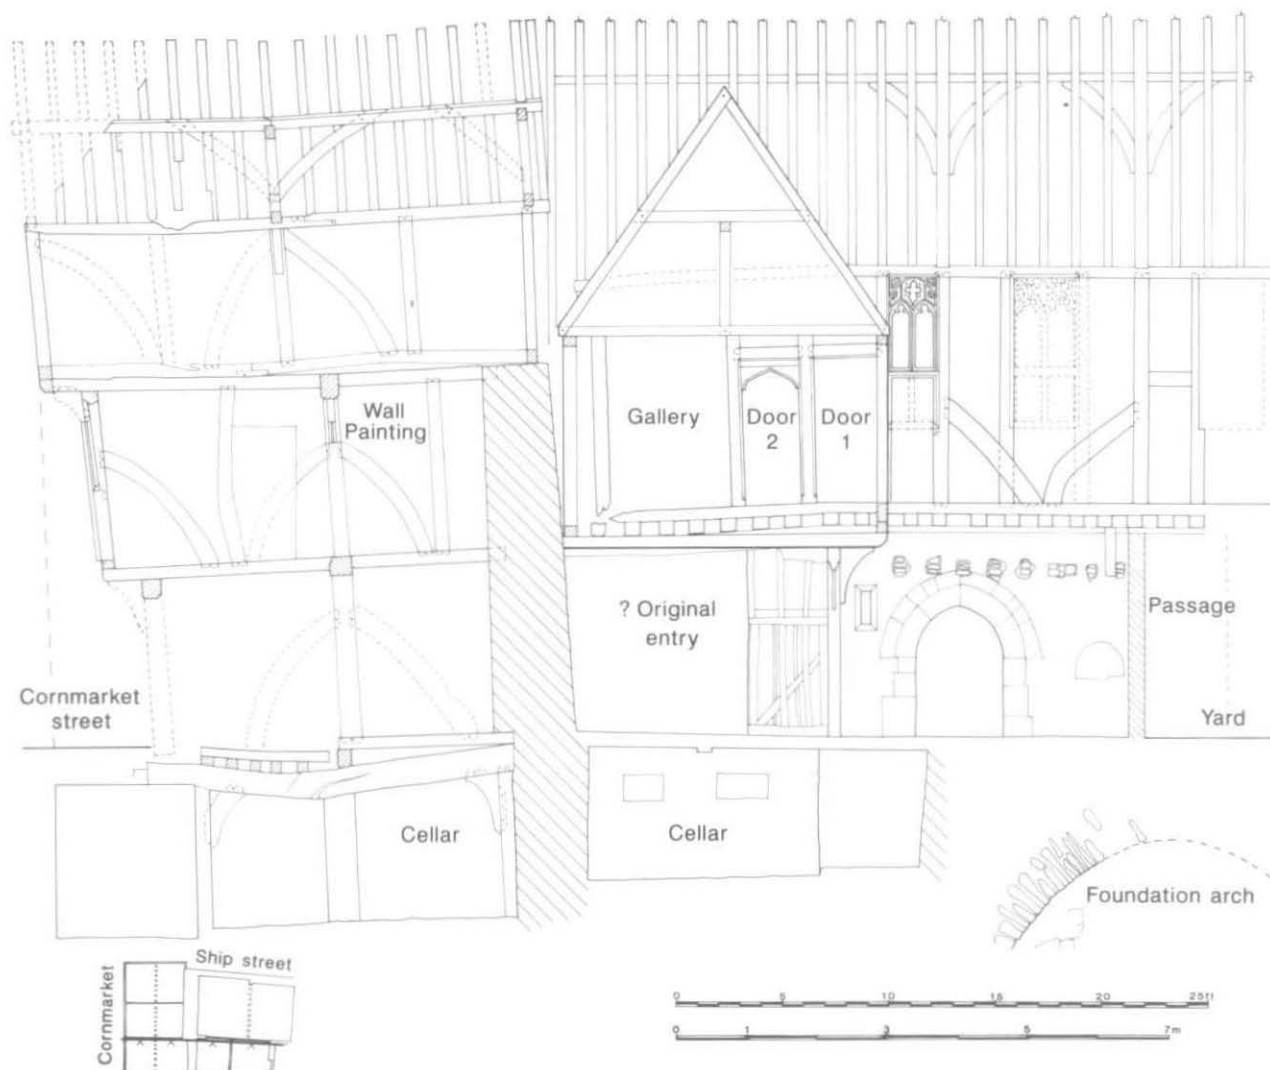 Wall
Painting
Gallery
Door
2
Door
1
? Original
entry
Passage
Cornmarket
street
Yard
Cellar
Cellar
Foundation arch
Ship street
Cornmarket
0 5 10 15 20 25ft
0 1 3 5 7m